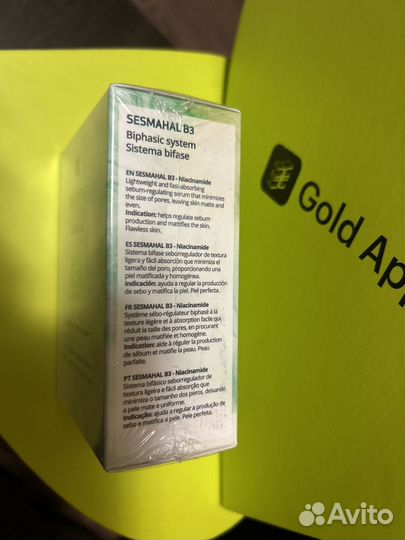 SESMAHAL B3
Biphasic system
Sistema bifase
EN SESMAHAL B3 - Niacinamide
Lightweight and fast-absorbing
sebum-regulating serum that minimizes
the size of pores, leaving skin matte and
even.
Indication: helps regulate sebum
production and mattifies the skin.
Flawless skin.
ES SESMAHAL B3 - Niacinamide
Sistema bifase seborregulador de textura
ligera y fácil absorción que minimiza el
tamaño del poro, proporcionando una
piel matificada y homogénea.
Indicación: ayuda a regular la producción
de sebo y matifica la piel. Piel perfecta.
FR SESMAHAL B3 - Niacinamide
Système sébo-régulateur biphasé à la
texture légère et à absorption facile qui
réduit la taille des pores, en procurant
une peau matifiée et homogène.
Indication: aide à réguler la production
de sébum et matifie la peau. Peau
parfaite.
PT SESMAHAL B3 - Niacinamide
Sistema bifásico seborregulador de
textura ligeira e fácil absorção que
minimiza o tamanho dos poros, deixando
a pele mate e uniforme.
Indicação: ajuda a regular a produção de
sebo e matifica a pele. Pele perfeita.
Gold App
Avito